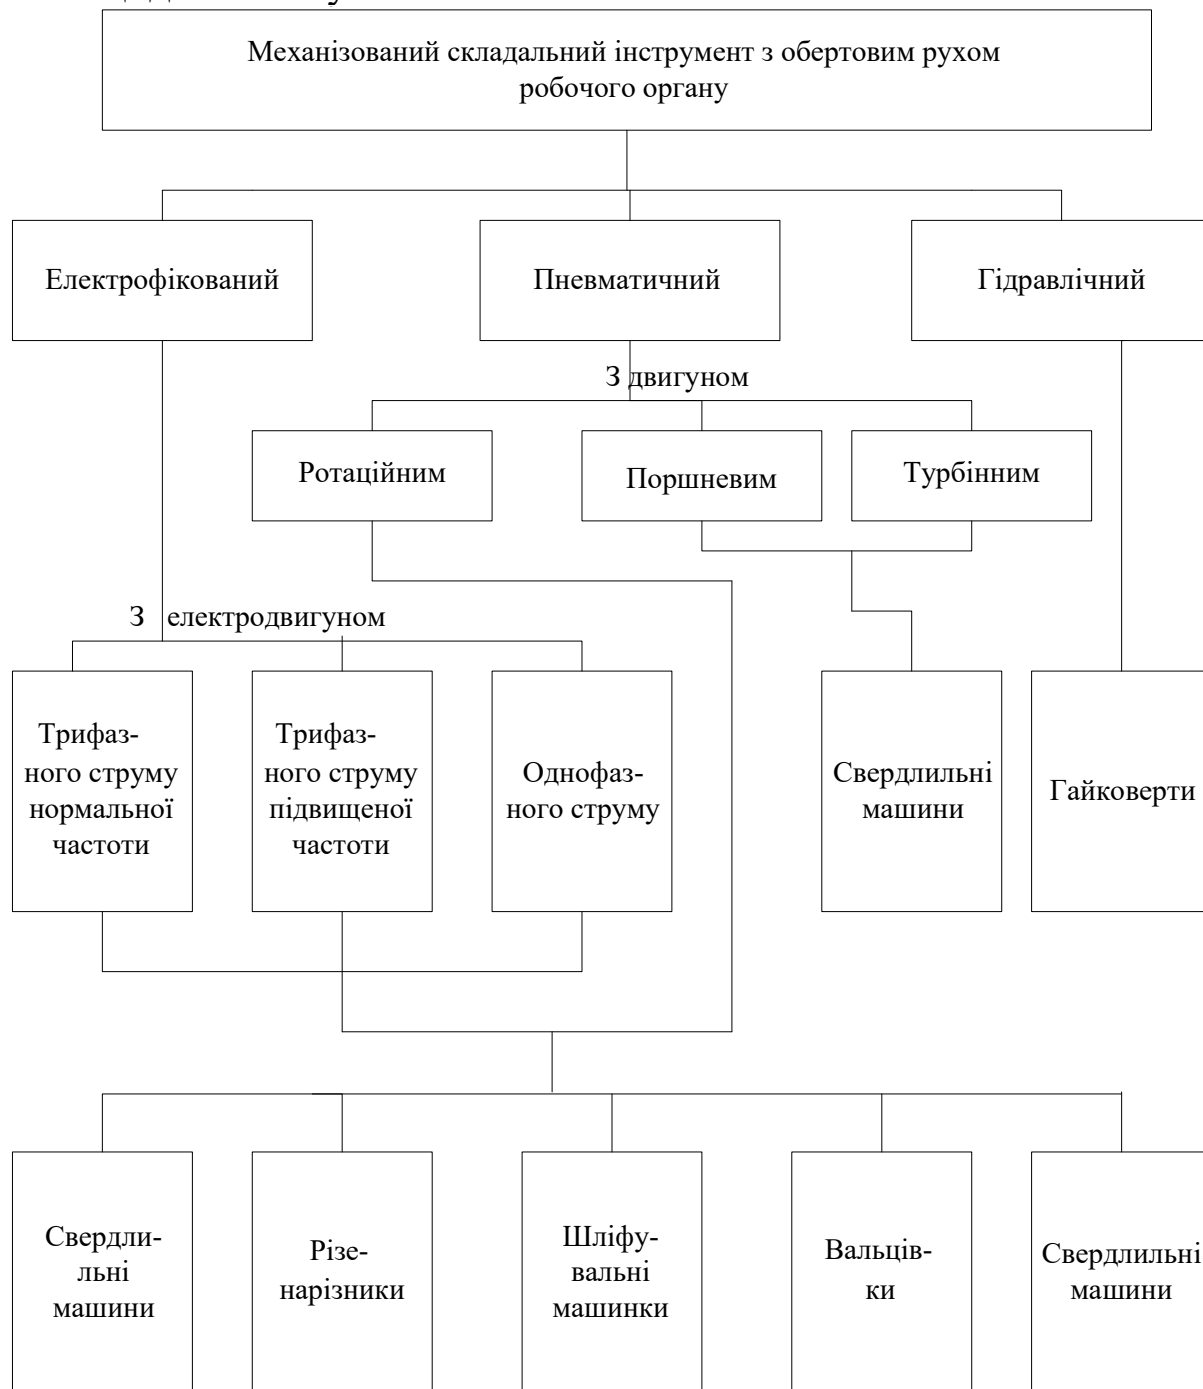 Механізований складальний інструмент з обертовим рухом
робочого органу
Електрофікований
Пневматичний
Гідравлічний
З двигуном
Ротаційним
Поршневим
Турбінним
З електродвигуном
Трифаз-
ного струму
нормальної
частоти
Трифаз-
ного струму
підвищеної
частоти
Однофаз-
ного струму
Свердлильні
машини
Гайковерти
Свердли-
льні
машини
Різе-
нарізники
Шліфу-
вальні
машинки
Вальців-
ки
Свердлильні
машини